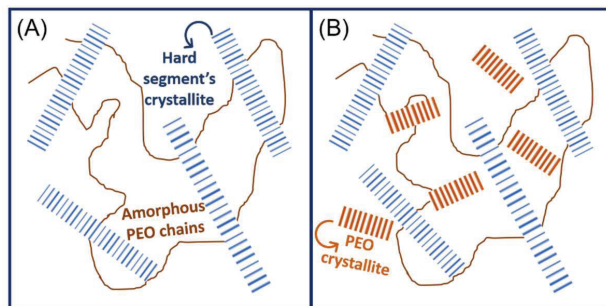 (A)
Hard
segment's
crystallite
Amorphous
PEO chains
(B)
PEO
crystallite